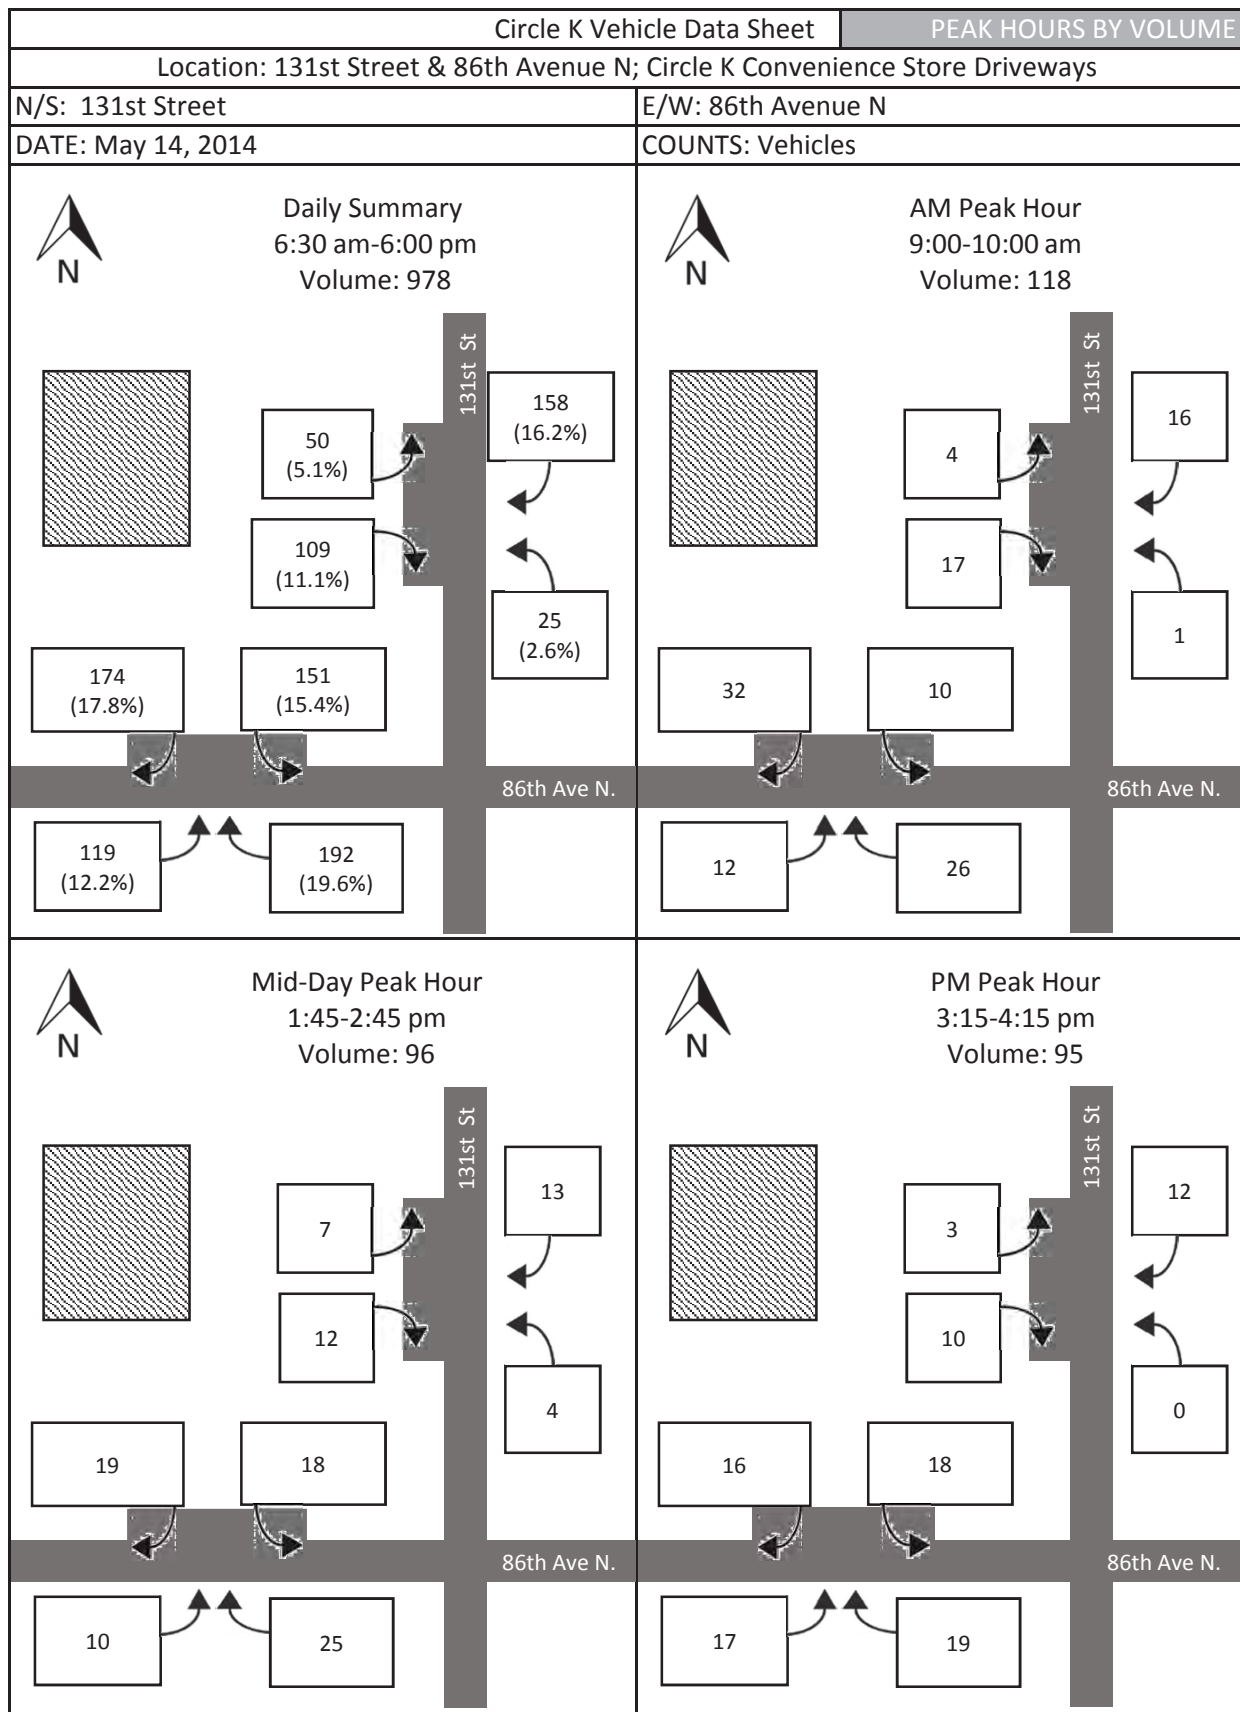 Circle K Vehicle Data Sheet
PEAK HOURS BY VOLUME
Location: 131st Street & 86th Avenue N; Circle K Convenience Store Driveways
N/S: 131st Street
E/W: 86th Avenue N
DATE: May 14, 2014
COUNTS: Vehicles
N
Daily Summary
6:30 am-6:00 pm
Volume: 978
131st St
158
(16.2%)
50
(5.1%)
109
(11.1%)
25
(2.6%)
174
(17.8%)
151
(15.4%)
86th Ave N.
119
(12.2%)
192
(19.6%)
N
AM Peak Hour
9:00-10:00 am
Volume: 118
131st St
16
4
17
1
32
10
86th Ave N.
12
26
N
Mid-Day Peak Hour
1:45-2:45 pm
Volume: 96
131st St
13
7
12
4
19
18
86th Ave N.
10
25
N
PM Peak Hour
3:15-4:15 pm
Volume: 95
131st St
12
3
10
0
16
18
86th Ave N.
17
19